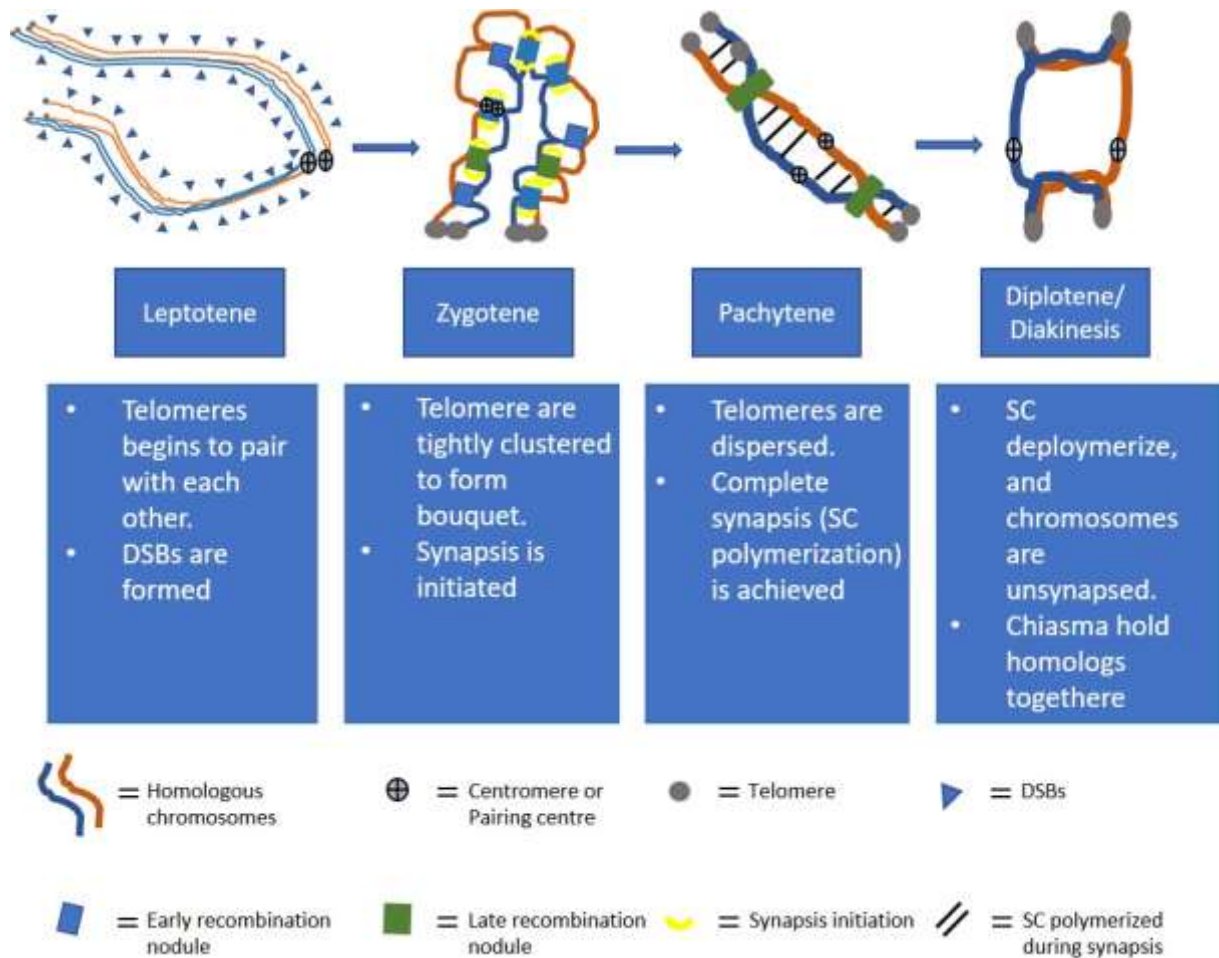 Leptotene
Zygotene
Pachytene
Diplotene/
Diakinesis
• Telomeres
begins to pair
with each
other.
• DSBs are
formed
• Telomere are
tightly clustered
to form
bouquet.
• Synapsis is
initiated
• Telomeres are
dispersed.
• Complete
synapsis (SC
polymerization)
is achieved
• SC
deploymerize,
and
chromosomes
are
unsynapsed.
• Chiasma hold
homologs
togethere
= Homologous
chromosomes
= Centromere or
Pairing centre
= Telomere
= DSBs
= Early recombination
nodule
= Late recombination
nodule
= Synapsis initiation
= SC polymerized
during synapsis